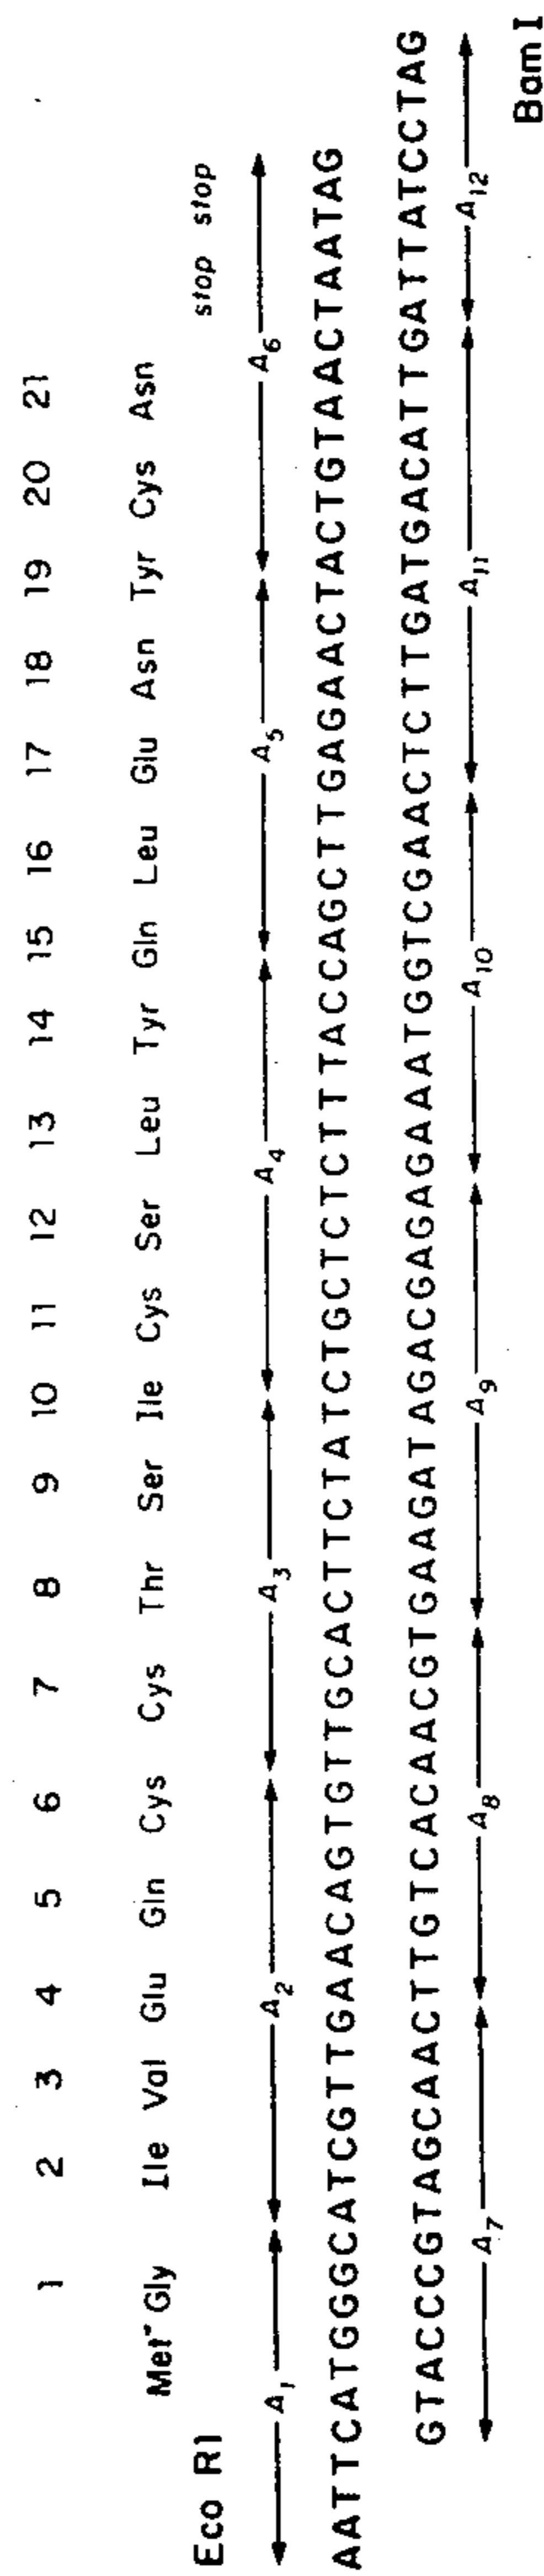 1 2 3 4 5 6 7 8 9 10 11 12 13 14 15 16 17 18 19 20 21
Met- Gly Ile Val Glu Gln Cys Cys Thr Ser Ile Cys Ser Leu Tyr Gln Leu Glu Asn Tyr Cys Asn
Eco RI stop stop
A1 A2 A3 A4 A5 A6
AATTCATGGGCATCGTTGAACAGTGTTGCACTTCTATCTGCTCTCTTTACCAGCTTGAGAACTACTGTAACTAATAG
GTACCCGTAGCAACTTGTCACAACGTGAAGATAGACGAGAGAAATGGTCGAACTCTTGATGACATTGATTATCCTAG
A7 A8 A9 A10 A11 A12
Bam I